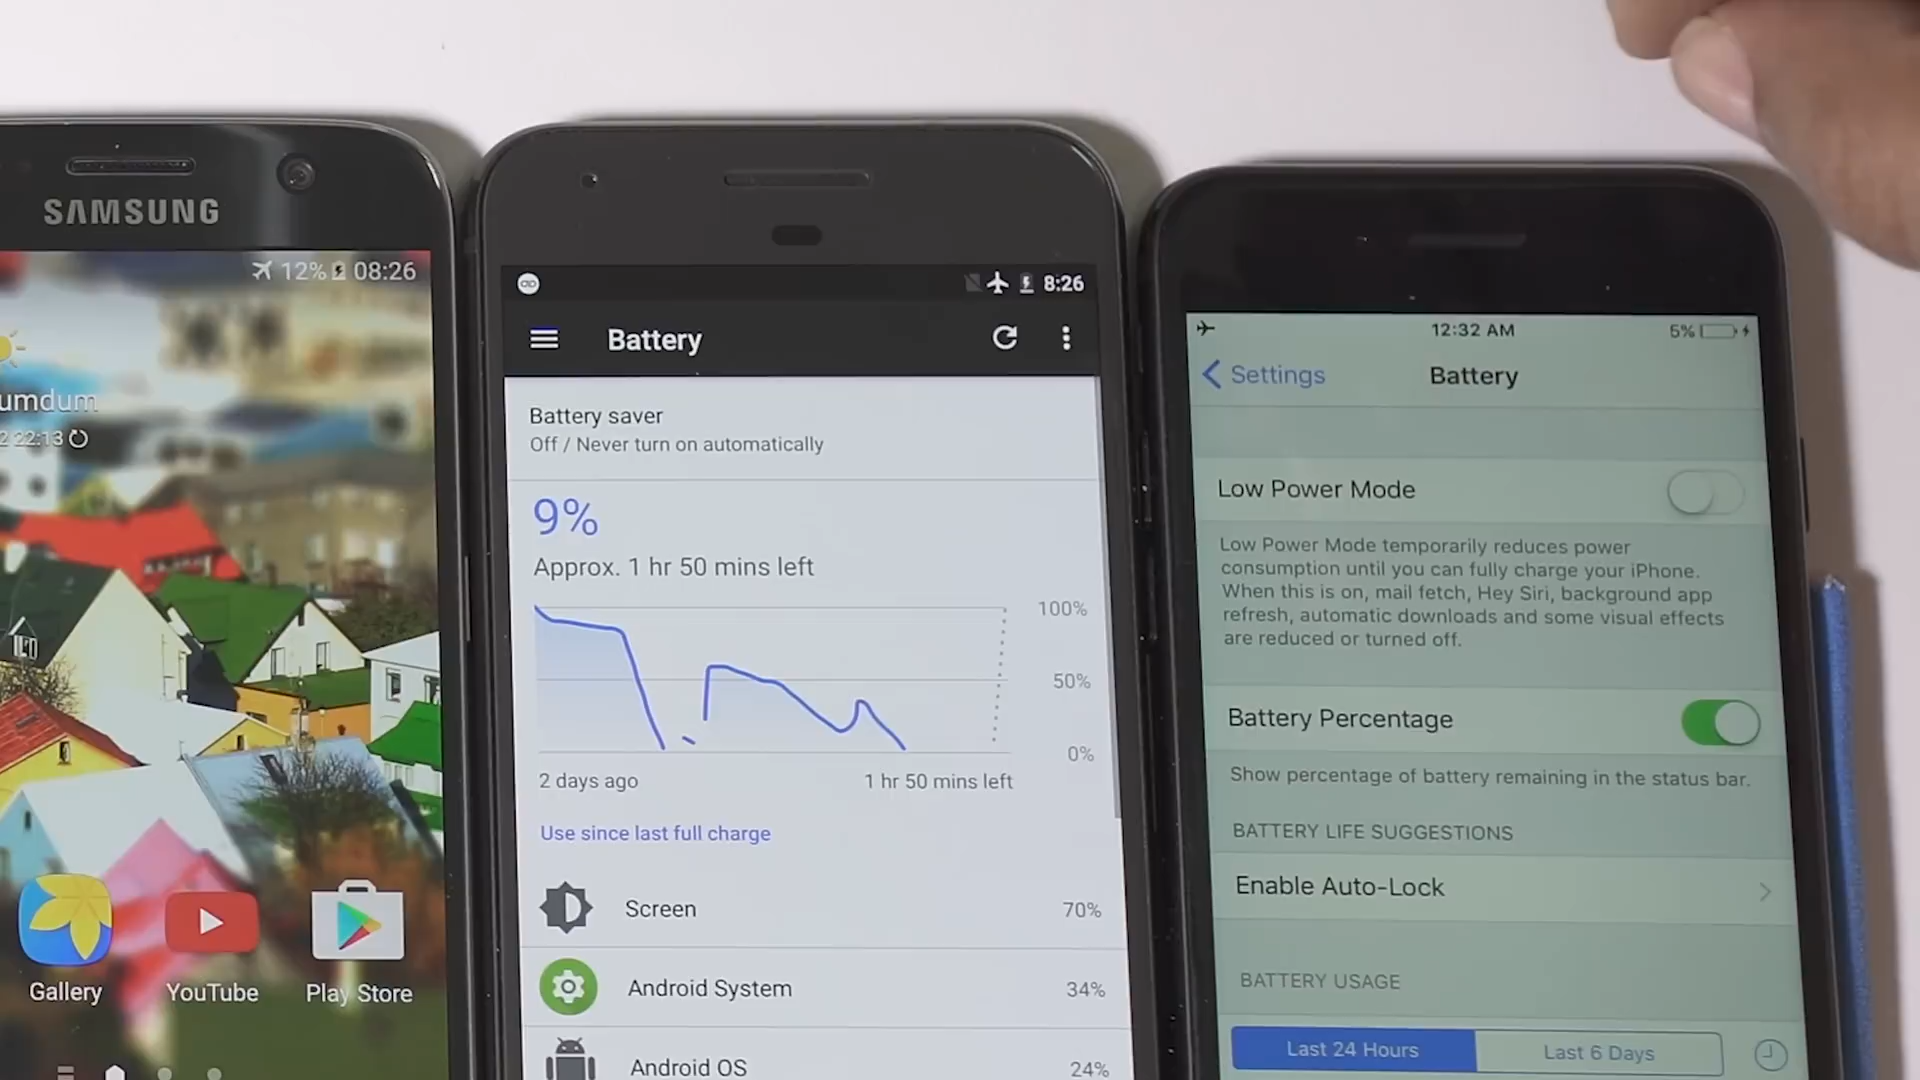 SAMSUNG
12% 08:26
umdum
2 22:13
Gallery
YouTube
Play Store
8:26
Battery
Battery saver
Off / Never turn on automatically
9%
Approx. 1 hr 50 mins left
100%
50%
0%
2 days ago
1 hr 50 mins left
Use since last full charge
Screen
70%
Android System
34%
Android OS
24%
12:32 AM
5%
Settings
Battery
Low Power Mode
Low Power Mode temporarily reduces power
consumption until you can fully charge your iPhone.
When this is on, mail fetch, Hey Siri, background app
refresh, automatic downloads and some visual effects
are reduced or turned off.
Battery Percentage
Show percentage of battery remaining in the status bar.
BATTERY LIFE SUGGESTIONS
Enable Auto-Lock
BATTERY USAGE
Last 24 Hours
Last 6 Days